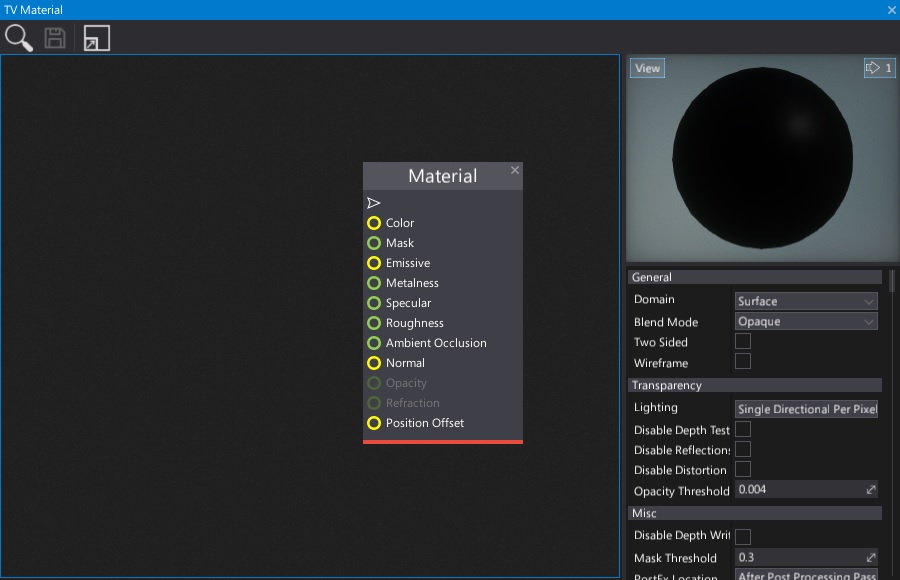 TV Material
Material
Color
Mask
Emissive
Metalness
Specular
Roughness
Ambient Occlusion
Normal
Opacity
Refraction
Position Offset
View
1
General
Domain Surface
Blend Mode Opaque
Two Sided
Wireframe
Transparency
Lighting Single Directional Per Pixel
Disable Depth Test
Disable Reflections
Disable Distortion
Opacity Threshold 0.004
Misc
Disable Depth Writ
Mask Threshold 0.3
PostFx Location After Post Processing Pass